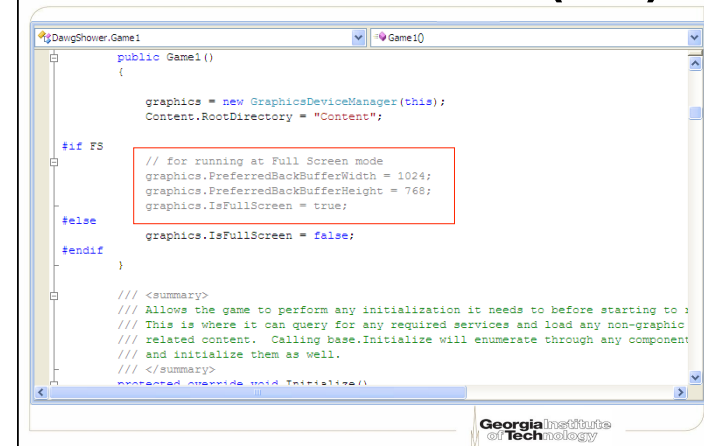 DawgShower.Game1 Game1()
public Game1()
{
graphics = new GraphicsDeviceManager(this);
Content.RootDirectory = "Content";
#if FS
// for running at Full Screen mode
graphics.PreferredBackBufferWidth = 1024;
graphics.PreferredBackBufferHeight = 768;
graphics.IsFullScreen = true;
#else
graphics.IsFullScreen = false;
#endif
}
/// <summary>
/// Allows the game to perform any initialization it needs to before starting to
/// This is where it can query for any required services and load any non-graphic
/// related content. Calling base.Initialize will enumerate through any component
/// and initialize them as well.
/// </summary>
protected override void Initialize()
Georgia Institute
of Technology